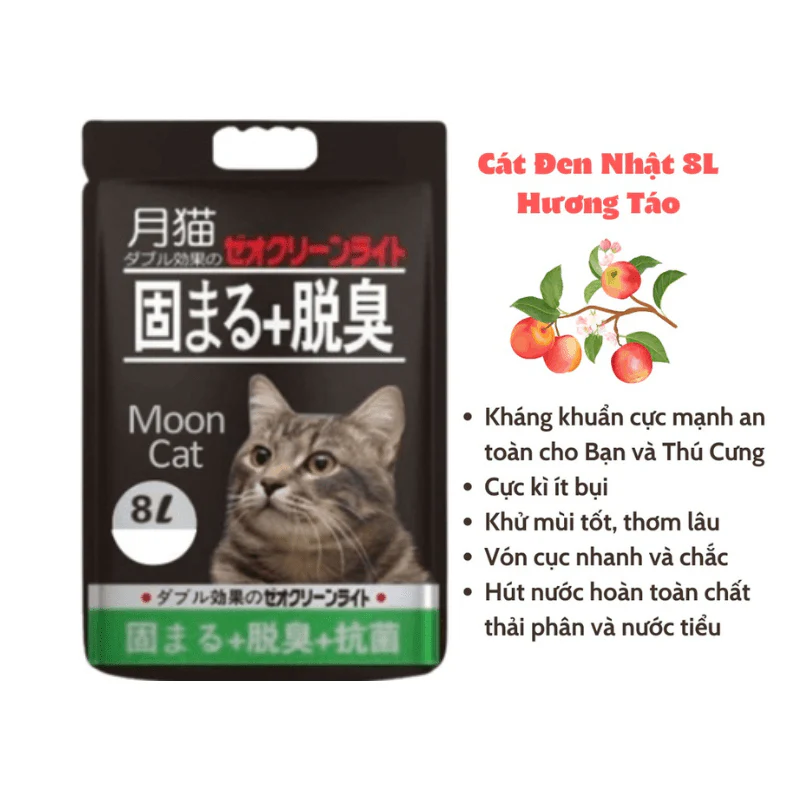 月猫
ダブル効果のゼオクリーンライト
固まる+脱臭
Moon
Cat
8L
ダブル効果のゼオクリーンライト
固まる+脱臭+抗菌
Cát Đen Nhật 8L
Hương Táo
Kháng khuẩn cực mạnh an
toàn cho Bạn và Thú Cưng
Cực kì ít bụi
Khử mùi tốt, thơm lâu
Vón cục nhanh và chắc
Hút nước hoàn toàn chất
thải phân và nước tiểu